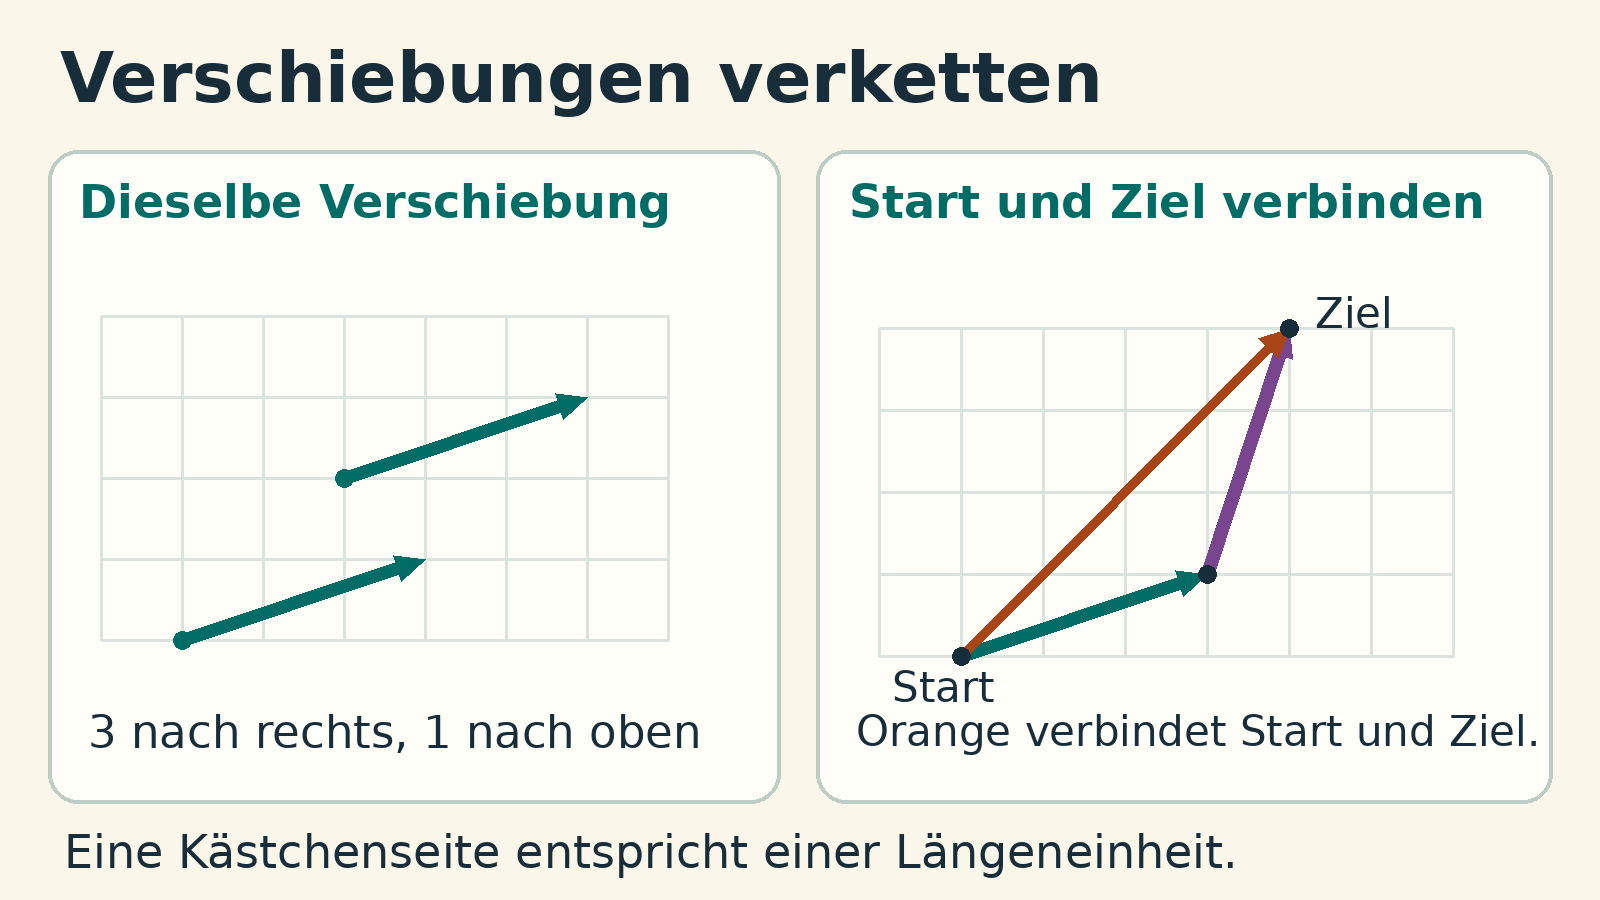 Verschiebungen verketten
Dieselbe Verschiebung
3 nach rechts, 1 nach oben
Start und Ziel verbinden
Ziel
Start
Orange verbindet Start und Ziel.
Eine Kästchenseite entspricht einer Längeneinheit.